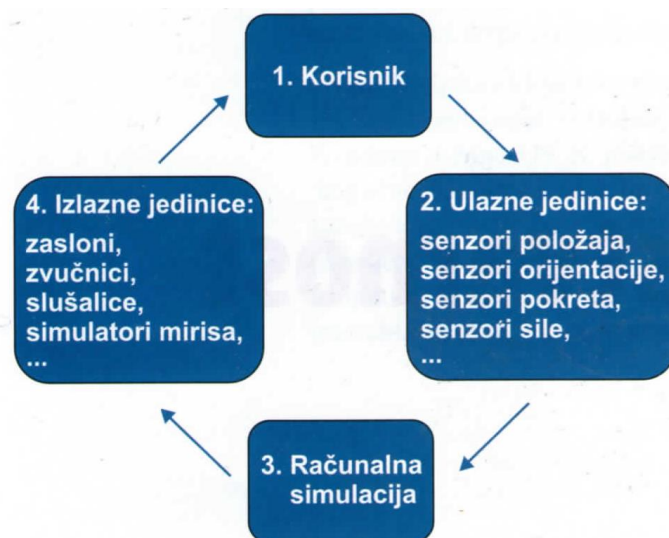 1. Korisnik
2. Ulazne jedinice:
senzori položaja,
senzori orijentacije,
senzori pokreta,
senzori sile,
...
3. Računalna
simulacija
4. Izlazne jedinice:
zasloni,
zvučnici,
slušalice,
simulatori mirisa,
...